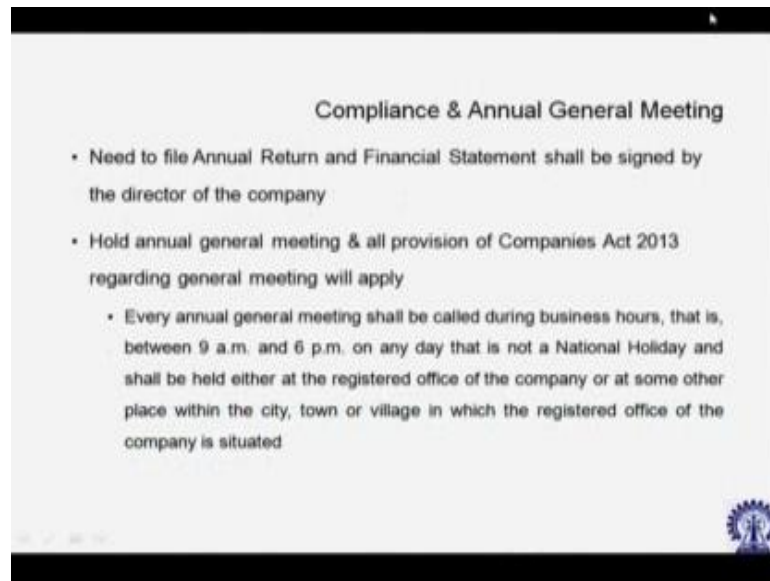 Compliance & Annual General Meeting
• Need to file Annual Return and Financial Statement shall be signed by
the director of the company
• Hold annual general meeting & all provision of Companies Act 2013
regarding general meeting will apply
• Every annual general meeting shall be called during business hours, that is,
between 9 a.m. and 6 p.m. on any day that is not a National Holiday and
shall be held either at the registered office of the company or at some other
place within the city, town or village in which the registered office of the
company is situated